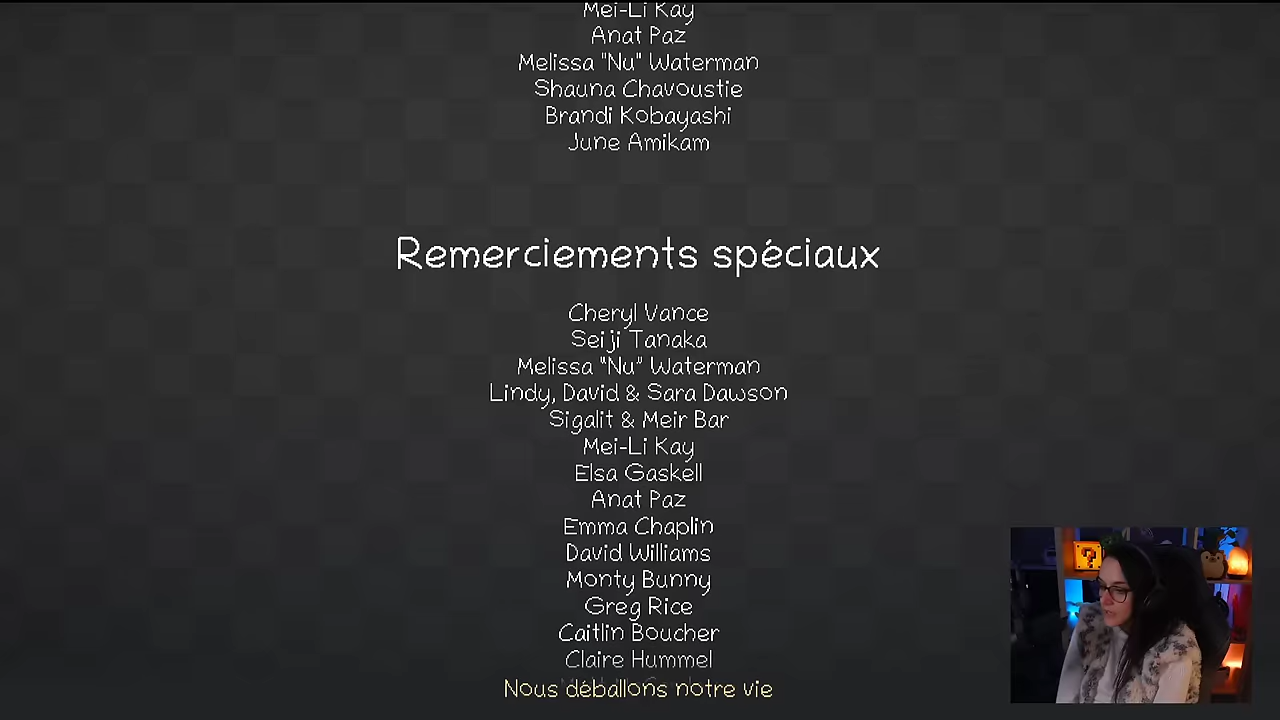 Mei-Li Kay
Anat Paz
Melissa "Nu" Waterman
Shauna Chavoustie
Brandi Kobayashi
June Amikam
Remerciements spéciaux
Cheryl Vance
Seiji Tanaka
Melissa "Nu" Waterman
Lindy, David & Sara Dawson
Sigalit & Meir Bar
Mei-Li Kay
Elsa Gaskell
Anat Paz
Emma Chaplin
David Williams
Monty Bunny
Greg Rice
Caitlin Boucher
Claire Hummel
Nous déballons notre vie
?